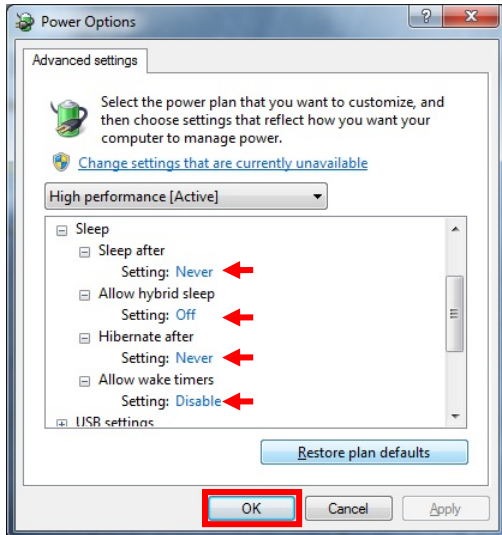 Power Options
Advanced settings
Select the power plan that you want to customize, and
then choose settings that reflect how you want your
computer to manage power.
Change settings that are currently unavailable
High performance [Active]
Sleep
Sleep after
Setting: Never
Allow hybrid sleep
Setting: Off
Hibernate after
Setting: Never
Allow wake timers
Setting: Disable
USB settings
Restore plan defaults
OK Cancel Apply